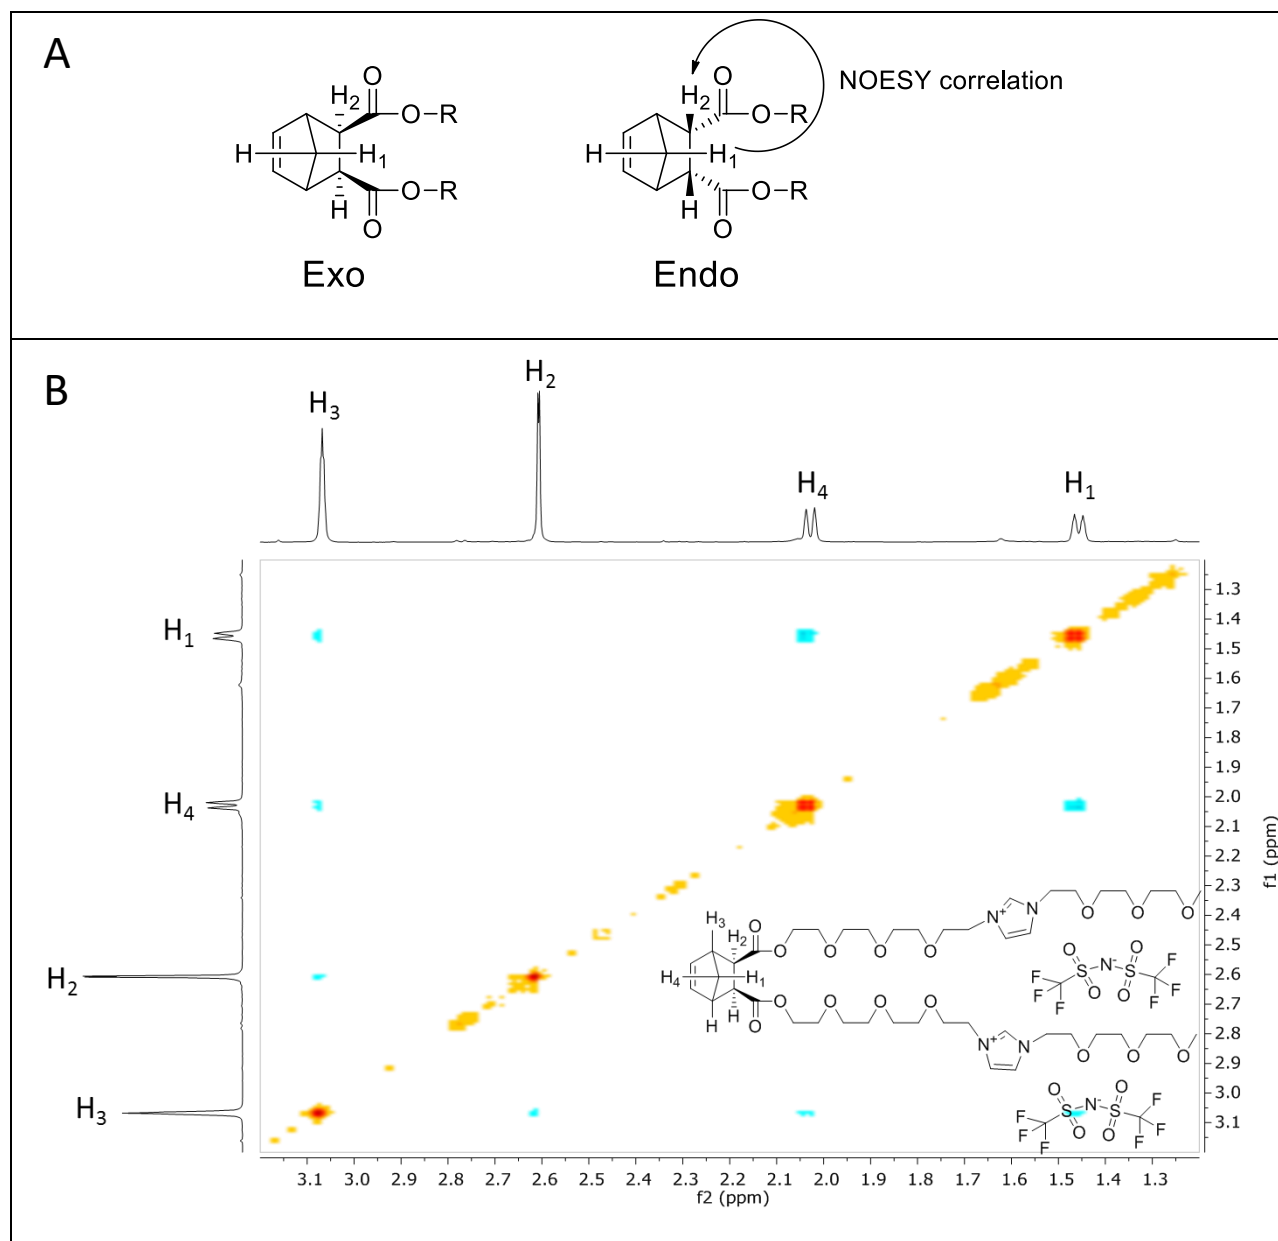 A
O
H2
O–R
H
H1
O–R
H
O
Exo
O
H2
O–R
H
H1
O–R
H
O
Endo
NOESY correlation
B
H3
H2
H4
H1
H1
H4
H2
H3
1.3
1.4
1.5
1.6
1.7
1.8
1.9
2.0
2.1
2.2
2.3
2.4
2.5
2.6
2.7
2.8
2.9
3.0
3.1
f1 (ppm)
H3
H2
O
O
O
O
O
N+
N
O
O
O
H4
H1
H
H
O
O
O
O
O
N+
N
O
O
O
O
O
F
F
F
S
N-
S
F
F
F
O
O
O
O
F
F
F
S
N-
S
F
F
F
O
O
3.1 3.0 2.9 2.8 2.7 2.6 2.5 2.4 2.3 2.2 2.1 2.0 1.9 1.8 1.7 1.6 1.5 1.4 1.3
f2 (ppm)